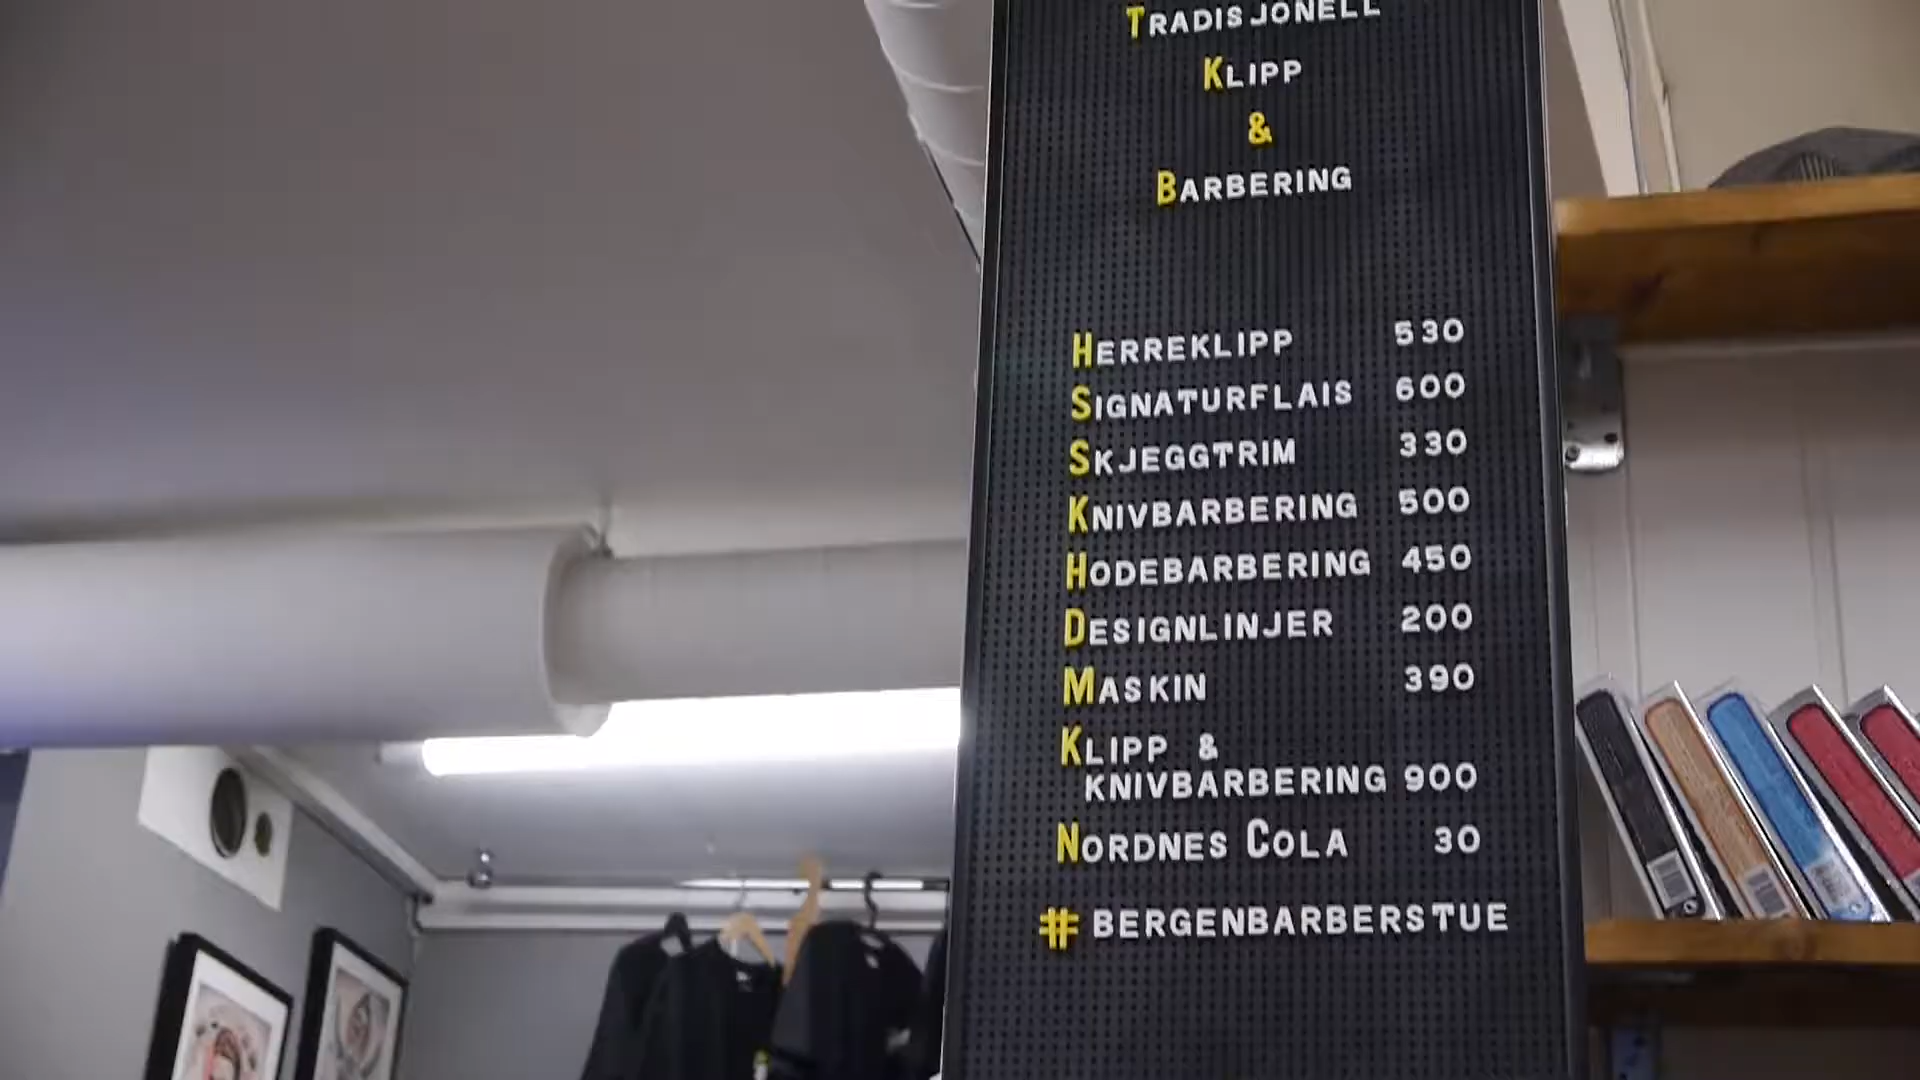 TRADISJONELL
KLIPP
&
BARBERING
HERREKLIPP 530
SIGNATURFLAIS 600
SKJEGGTRIM 330
KNIVBARBERING 500
HODEBARBERING 450
DESIGNLINJER 200
MASKIN 390
KLIPP &
KNIVBARBERING 900
NORDNES COLA 30
#BERGENBARBERSTUE